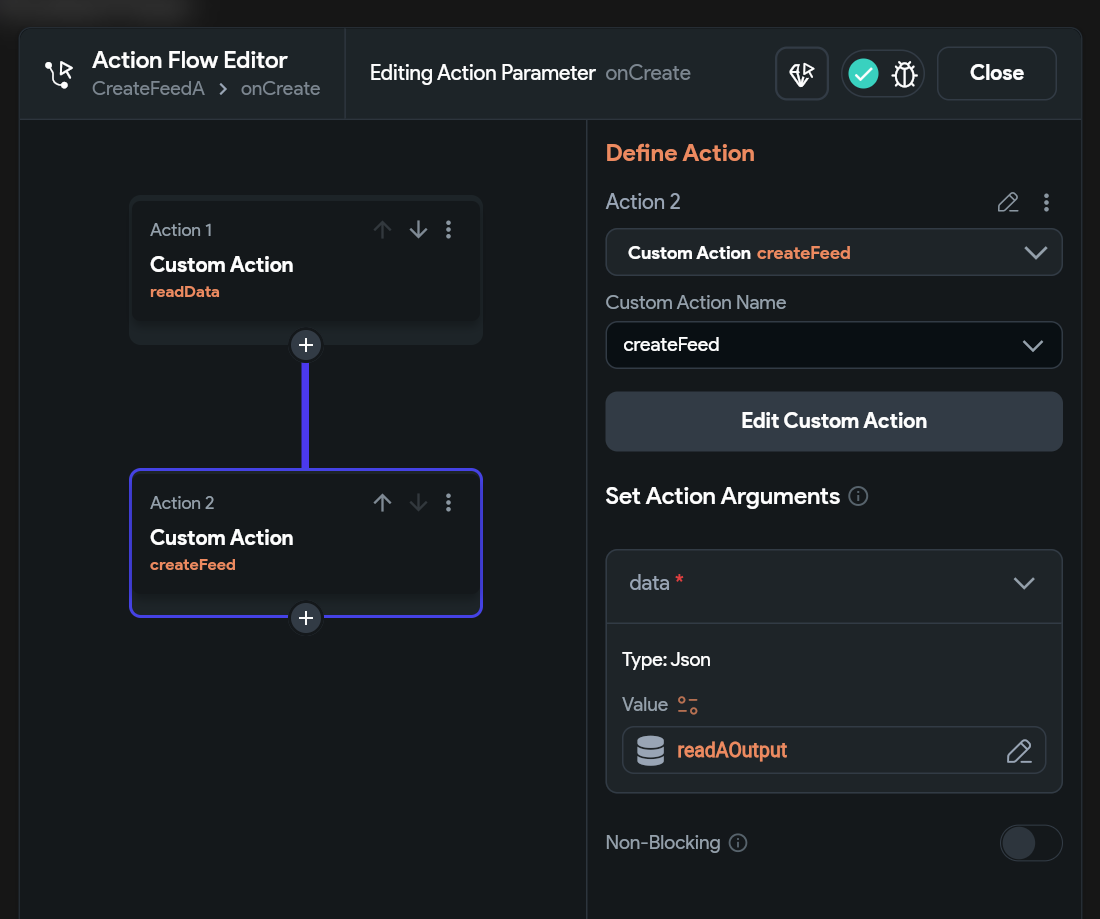 Action Flow Editor
CreateFeedA > onCreate
Editing Action Parameter onCreate
Close
Action 1
Custom Action
readData
Action 2
Custom Action
createFeed
Define Action
Action 2
Custom Action createFeed
Custom Action Name
createFeed
Edit Custom Action
Set Action Arguments
data *
Type: Json
Value
readAOutput
Non-Blocking